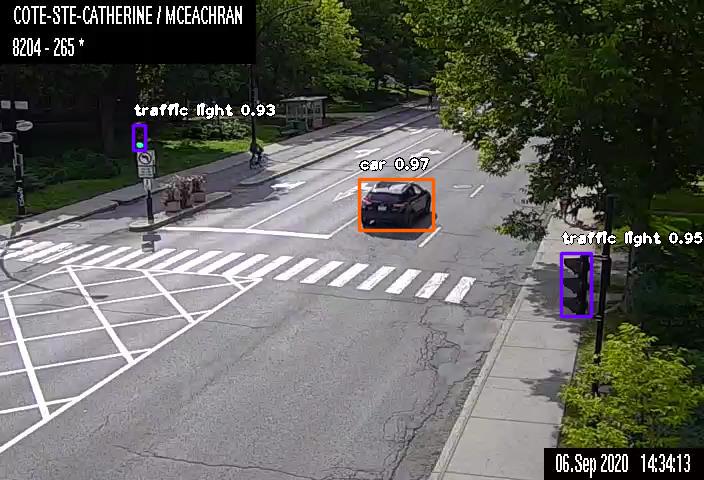 COTE-STE-CATHERINE / MCEACHRAN
8204 - 265 *
traffic light 0.93
car 0.97
traffic light 0.95
06.Sep 2020 14:34:13